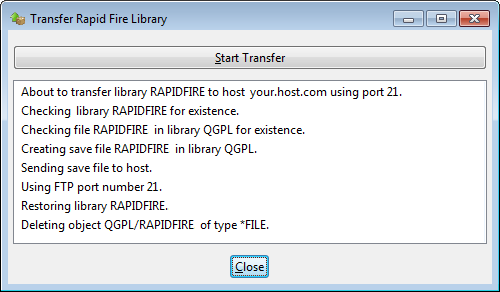 Transfer Rapid Fire Library
Start Transfer
About to transfer library RAPIDFIRE to host your.host.com using port 21.
Checking library RAPIDFIRE for existence.
Checking file RAPIDFIRE in library QGPL for existence.
Creating save file RAPIDFIRE in library QGPL.
Sending save file to host.
Using FTP port number 21.
Restoring library RAPIDFIRE.
Deleting object QGPL/RAPIDFIRE of type *FILE.
Close